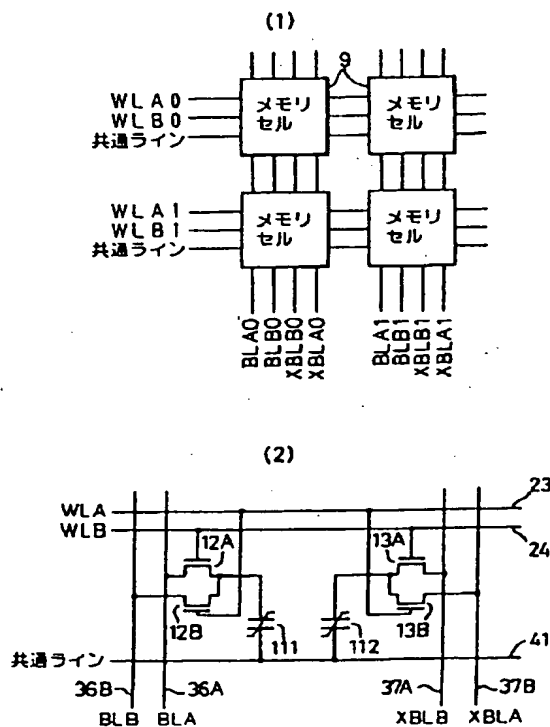 (1)
9
WLA0
WLB0
共通ライン
メモリ
セル
メモリ
セル
WLA1
WLB1
共通ライン
メモリ
セル
メモリ
セル
BLA0
BLB0
XBLB0
XBLA0
BLA1
BLB1
XBLB1
XBLA1
(2)
23
WLA
WLB
24
12A
13A
12B
111
112
13B
共通ライン
41
36B
36A
37A
37B
BLB
BLA
XBLB
XBLA